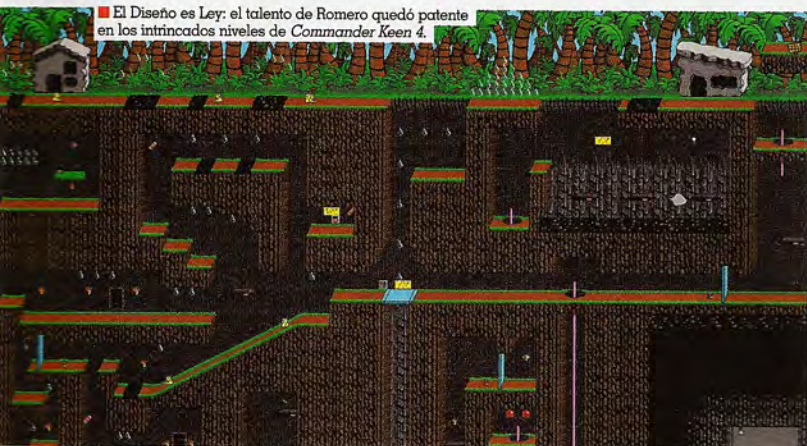 El Diseño es Ley: el talento de Romero quedó patente
en los intrincados niveles de Commander Keen 4.